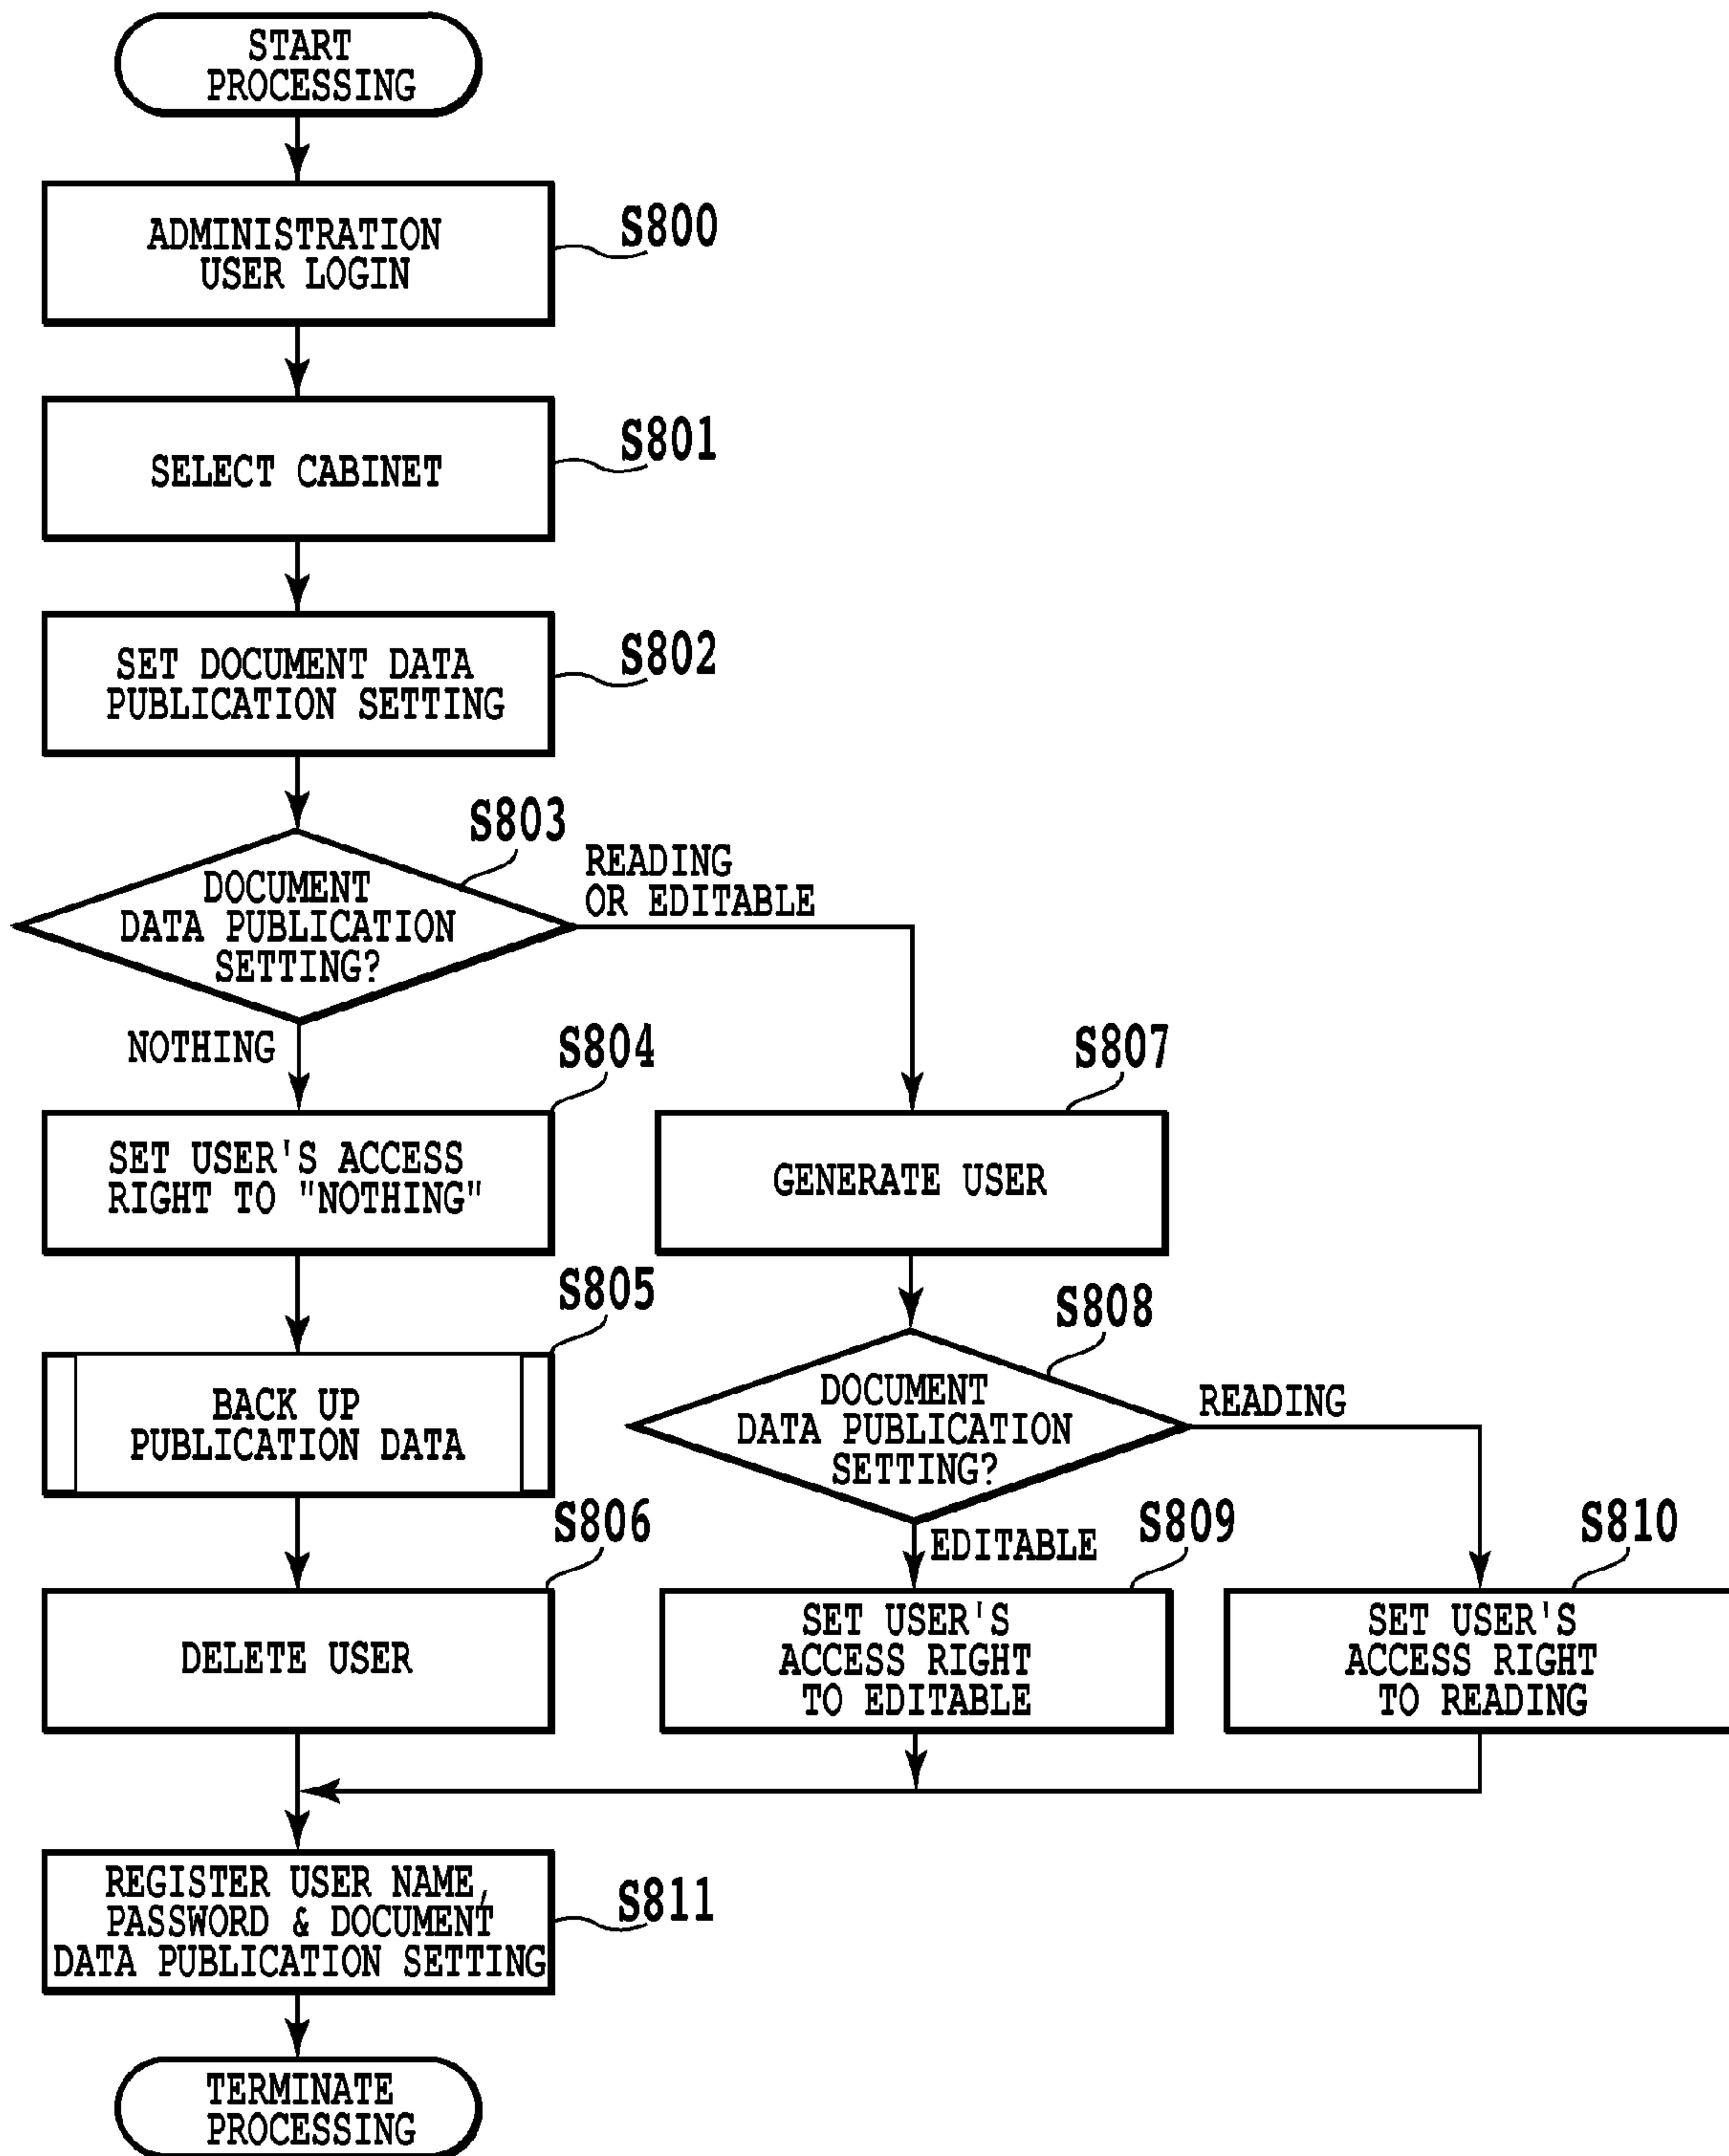 START
PROCESSING
ADMINISTRATION
USER LOGIN
S800
SELECT CABINET
S801
SET DOCUMENT DATA
PUBLICATION SETTING
S802
S803
DOCUMENT
DATA PUBLICATION
SETTING?
READING
OR EDITABLE
NOTHING
S804
SET USER'S ACCESS
RIGHT TO "NOTHING"
S807
GENERATE USER
S805
BACK UP
PUBLICATION DATA
S808
DOCUMENT
DATA PUBLICATION
SETTING?
READING
EDITABLE
S806
DELETE USER
S809
SET USER'S
ACCESS RIGHT
TO EDITABLE
S810
SET USER'S
ACCESS RIGHT
TO READING
REGISTER USER NAME,
PASSWORD & DOCUMENT
DATA PUBLICATION SETTING
S811
TERMINATE
PROCESSING